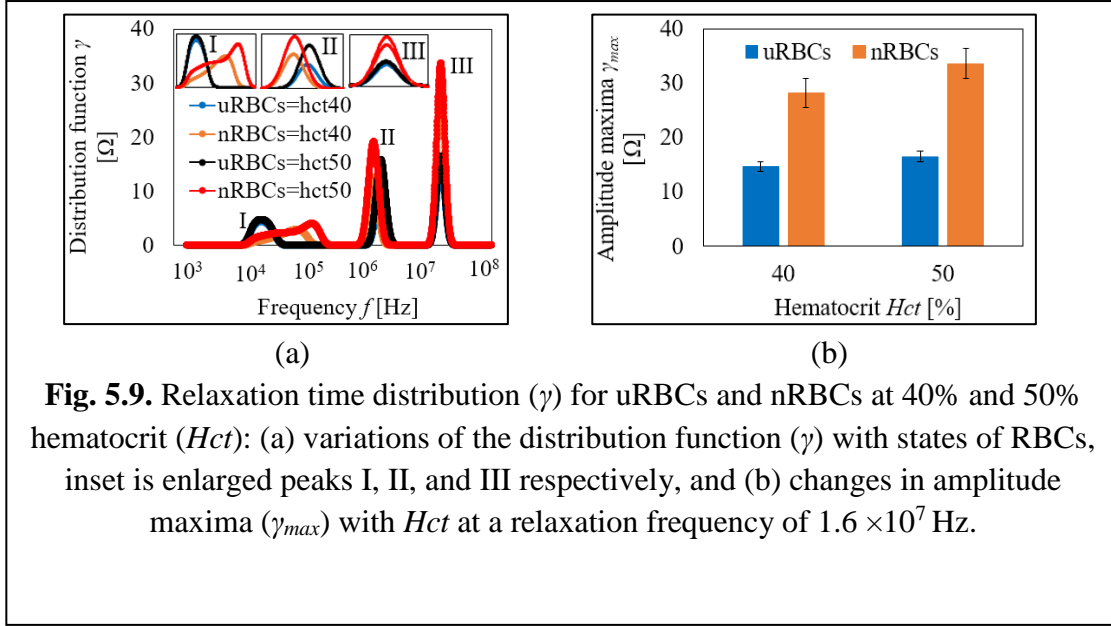 40
30
20
10
0
Distribution function γ
[Ω]
I
II
III
uRBCs=hct40
nRBCs=hct40
uRBCs=hct50
nRBCs=hct50
I
II
III
10³ 10⁴ 10⁵ 10⁶ 10⁷ 10⁸
Frequency f [Hz]
(a)
40
30
20
10
0
Amplitude maxima γmax
[Ω]
uRBCs nRBCs
40 50
Hematocrit Hct [%]
(b)
Fig. 5.9. Relaxation time distribution (γ) for uRBCs and nRBCs at 40% and 50%
hematocrit (Hct): (a) variations of the distribution function (γ) with states of RBCs,
inset is enlarged peaks I, II, and III respectively, and (b) changes in amplitude
maxima (γmax) with Hct at a relaxation frequency of 1.6 ×10⁷ Hz.